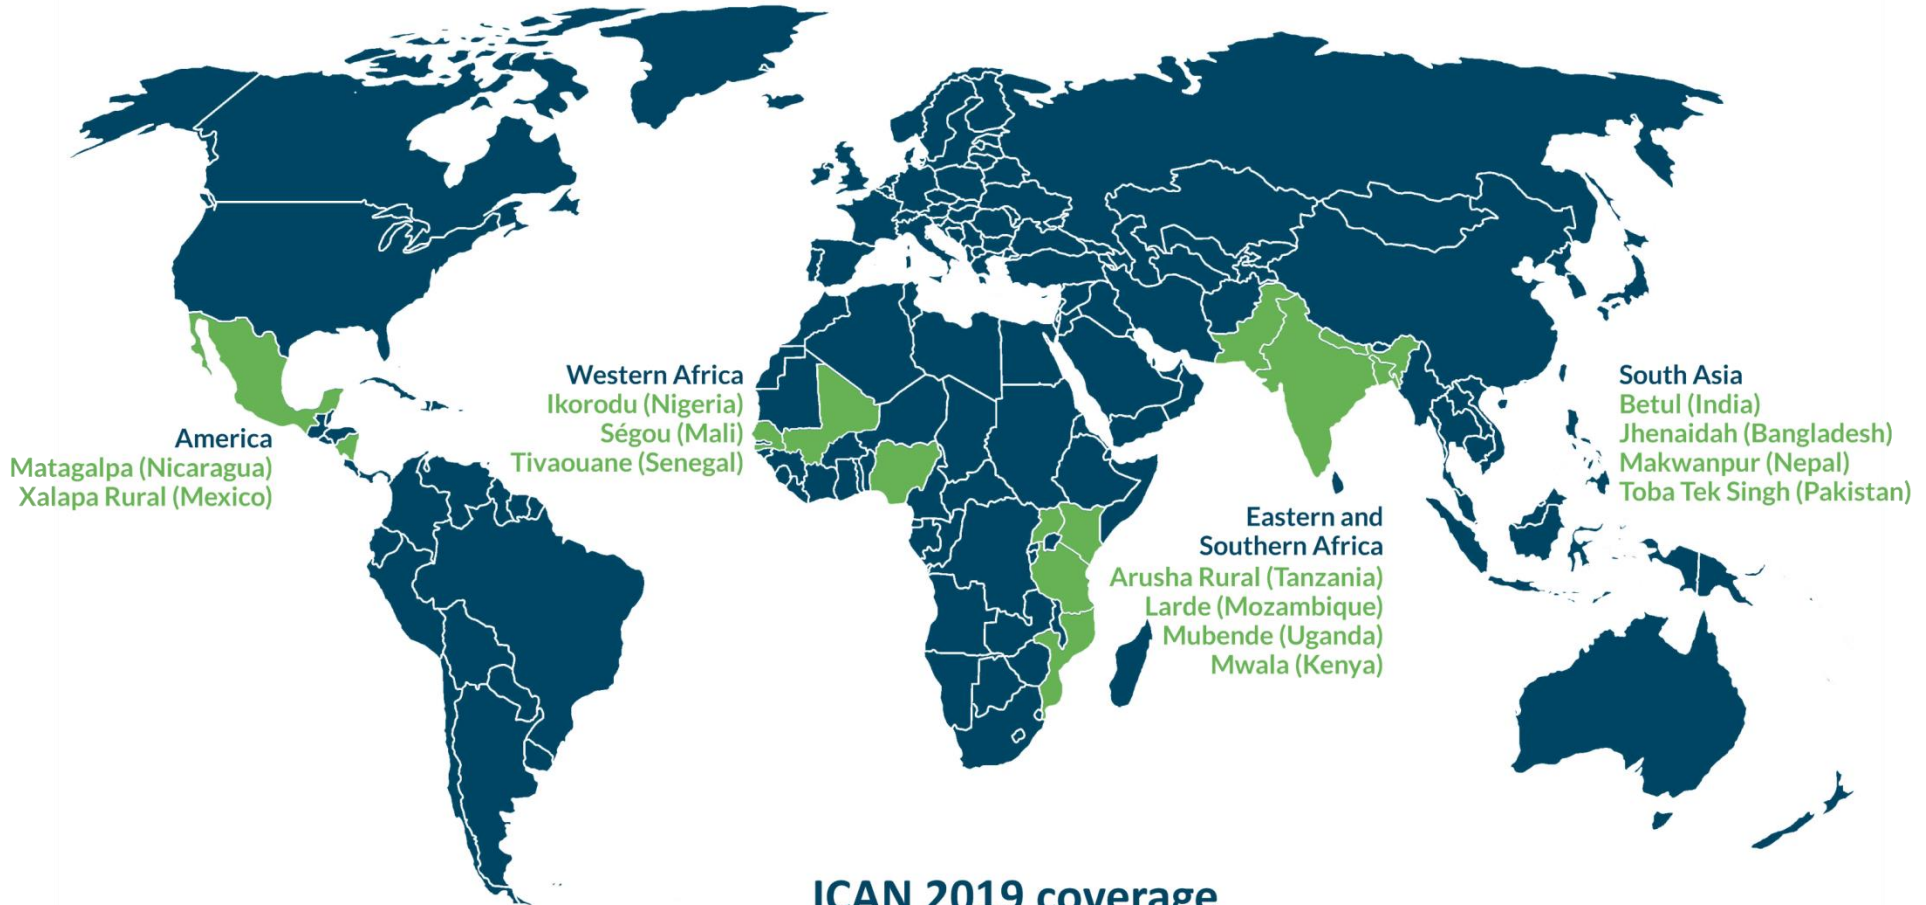 America
Matagalpa (Nicaragua)
Xalapa Rural (Mexico)
Western Africa
Ikorodu (Nigeria)
Ségou (Mali)
Tivaouane (Senegal)
Eastern and
Southern Africa
Arusha Rural (Tanzania)
Larde (Mozambique)
Mubende (Uganda)
Mwala (Kenya)
South Asia
Betul (India)
Jhenaidah (Bangladesh)
Makwanpur (Nepal)
Toba Tek Singh (Pakistan)
ICAN 2019 coverage